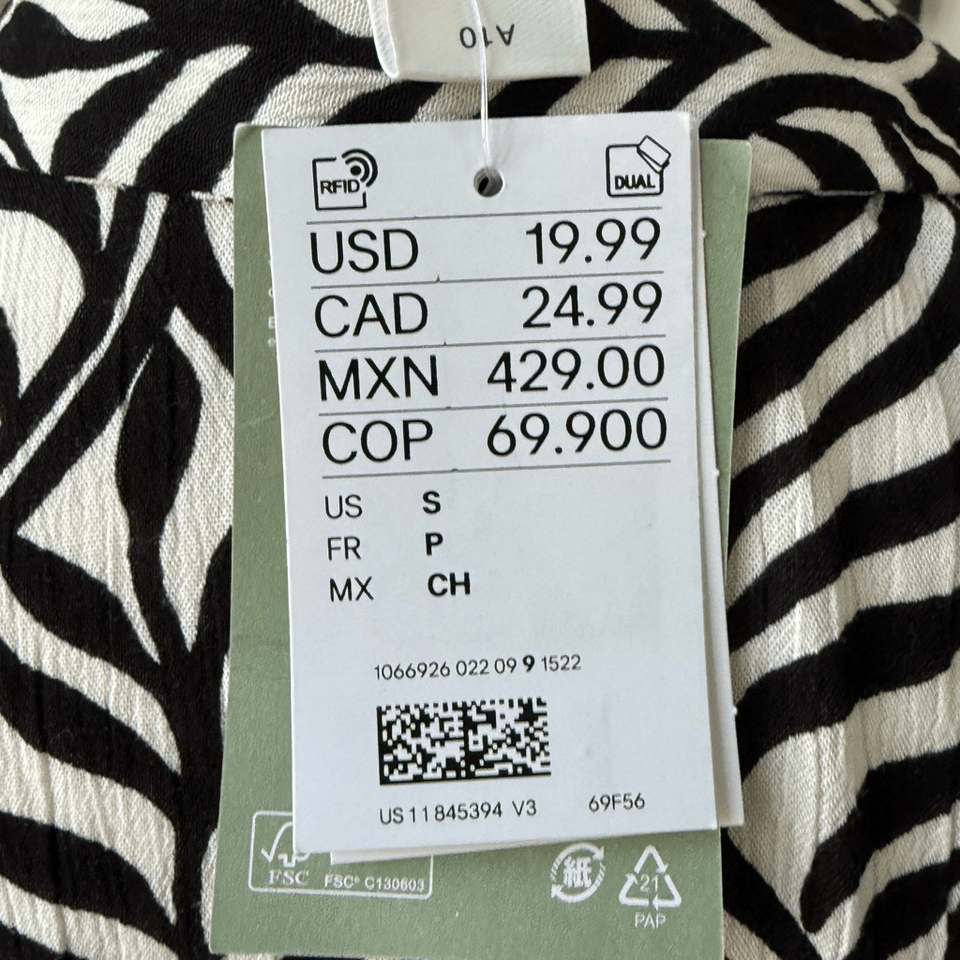 A10
RFID
DUAL
USD 19.99
CAD 24.99
MXN 429.00
COP 69.900
US S
FR P
MX CH
1066926 022 09 9 1522
US 11 845394 V3 69F56
FSC
FSC® C130603
紙
21
PAP